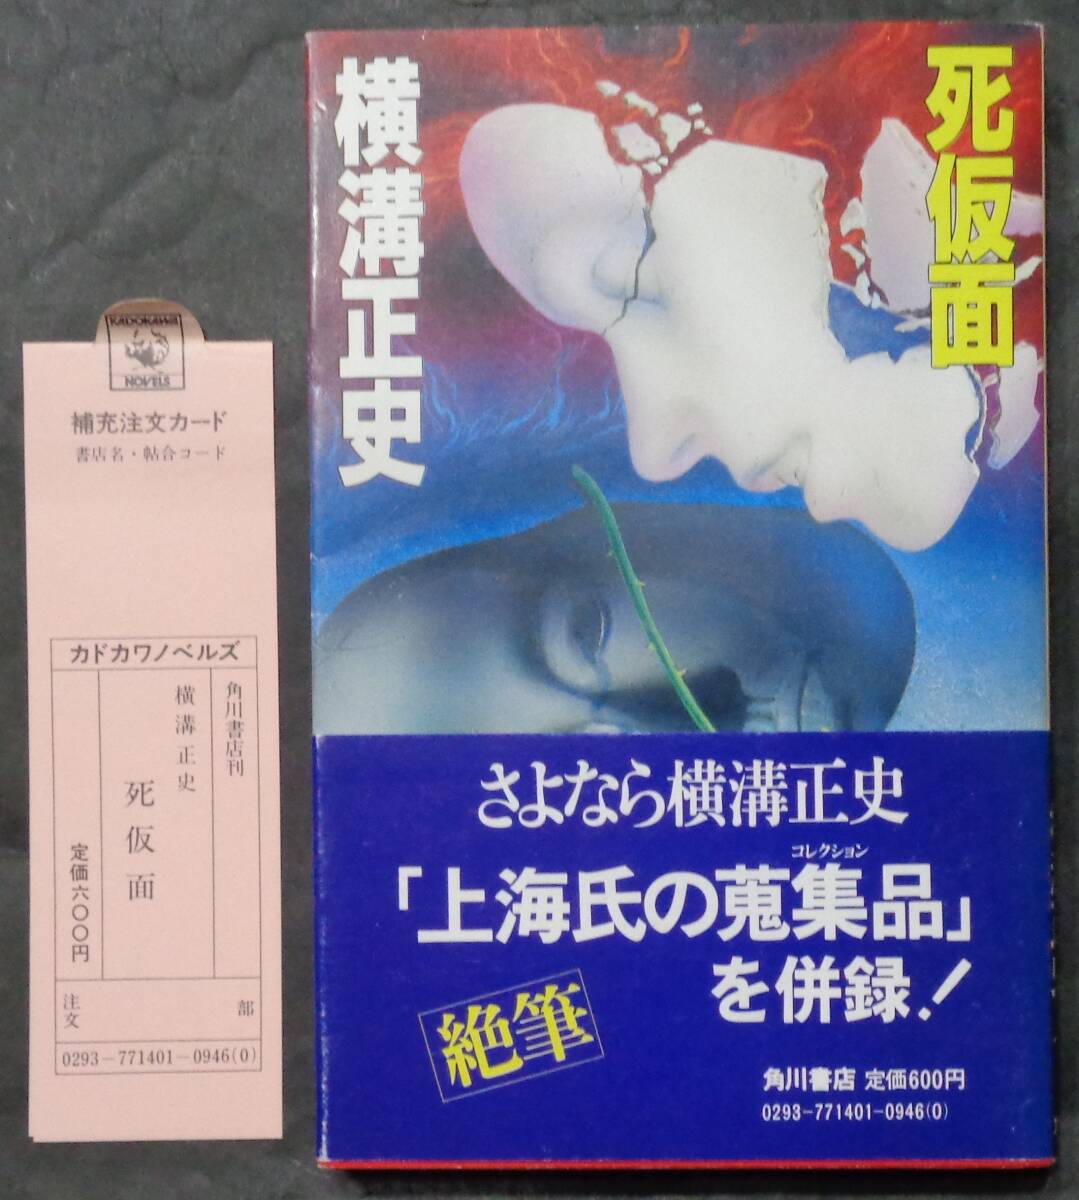 KADOKAWA
NOVELS
補充注文カード
書店名・帖合コード
カドカワノベルズ
角川書店刊
横溝正史
死仮面
定価六〇〇円
注文
部
0293-771401-0946(0)
死仮面
横溝正史
さよなら横溝正史
コレクション
「上海氏の蒐集品」
を併録!
絶筆
角川書店 定価600円
0293-771401-0946(0)